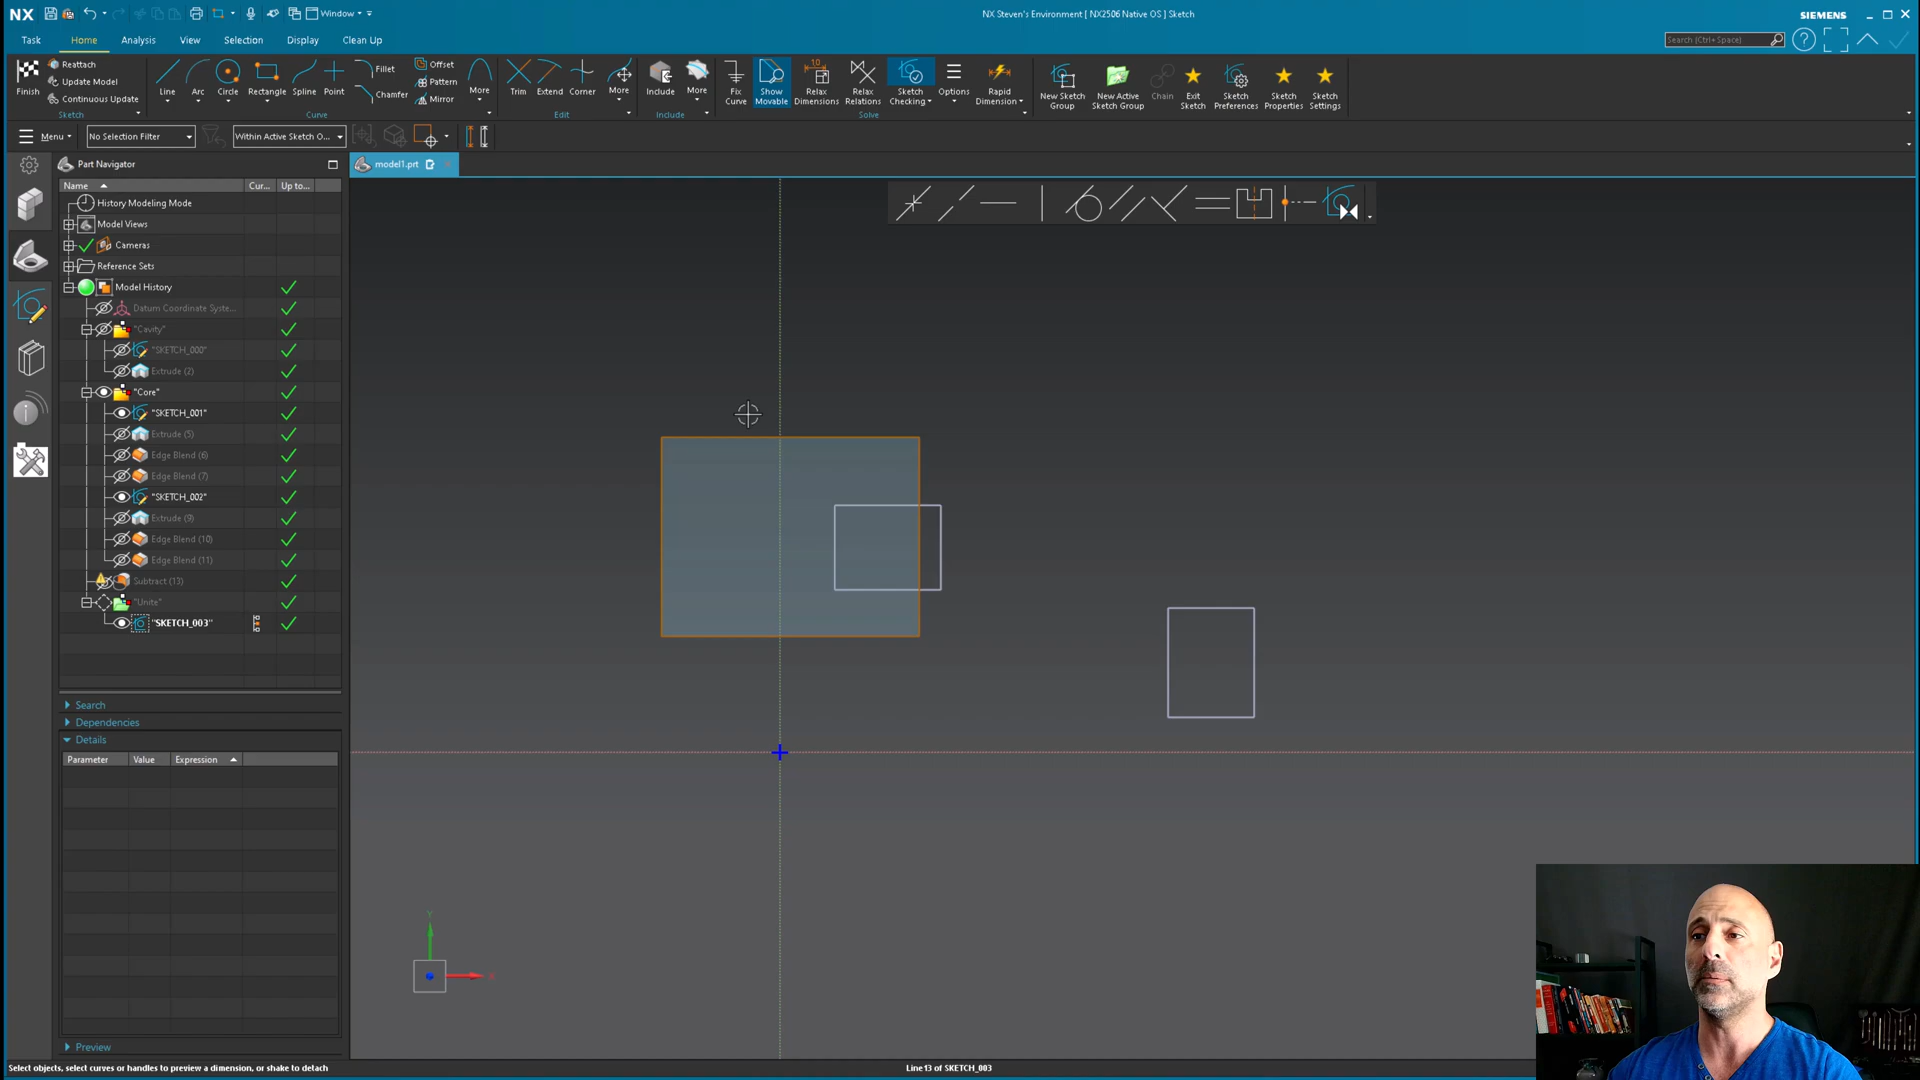 NX
Window
NX Steven's Environment [ NX2506 Native OS ] Sketch
SIEMENS
Task
Home
Analysis
View
Selection
Display
Clean Up
Search (Ctrl+Space)
Finish
Reattach
Update Model
Continuous Update
Sketch
Line
Arc
Circle
Rectangle
Spline
Point
Fillet
Chamfer
Offset
Pattern
Mirror
More
Curve
Trim
Extend
Corner
More
Edit
Include
More
Include
Fix
Curve
Show
Movable
10
Relax
Dimensions
Relax
Relations
Sketch
Checking
Options
Rapid
Dimension
Solve
New Sketch
Group
New Active
Sketch Group
Chain
Exit
Sketch
Sketch
Preferences
Sketch
Properties
Sketch
Settings
Menu
No Selection Filter
Within Active Sketch O...
Part Navigator
model1.prt
Name
Cur...
Up to...
History Modeling Mode
Model Views
Cameras
Reference Sets
Model History
Datum Coordinate Syste...
"Cavity"
"SKETCH_000"
Extrude (2)
"Core"
"SKETCH_001"
Extrude (5)
Edge Blend (6)
Edge Blend (7)
"SKETCH_002"
Extrude (9)
Edge Blend (10)
Edge Blend (11)
Subtract (13)
"Unite"
"SKETCH_003"
Search
Dependencies
Details
Parameter
Value
Expression
Preview
Y
X
Select objects, select curves or handles to preview a dimension, or shake to detach
Line13 of SKETCH_003